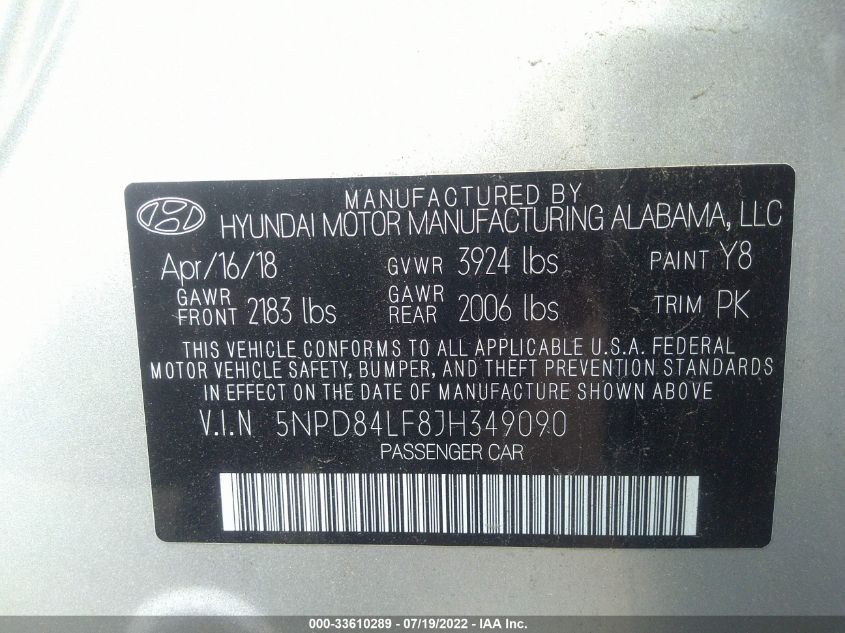 MANUFACTURED BY
HYUNDAI MOTOR MANUFACTURING ALABAMA, LLC
Apr/16/18 GVWR 3924 lbs PAINT Y8
GAWR FRONT 2183 lbs GAWR REAR 2006 lbs TRIM PK
THIS VEHICLE CONFORMS TO ALL APPLICABLE U.S.A. FEDERAL
MOTOR VEHICLE SAFETY, BUMPER, AND THEFT PREVENTION STANDARDS
IN EFFECT ON THE DATE OF MANUFACTURE SHOWN ABOVE.
V.I.N 5NPD84LF8JH349090
PASSENGER CAR
000-33610289 - 07/19/2022 - IAA Inc.